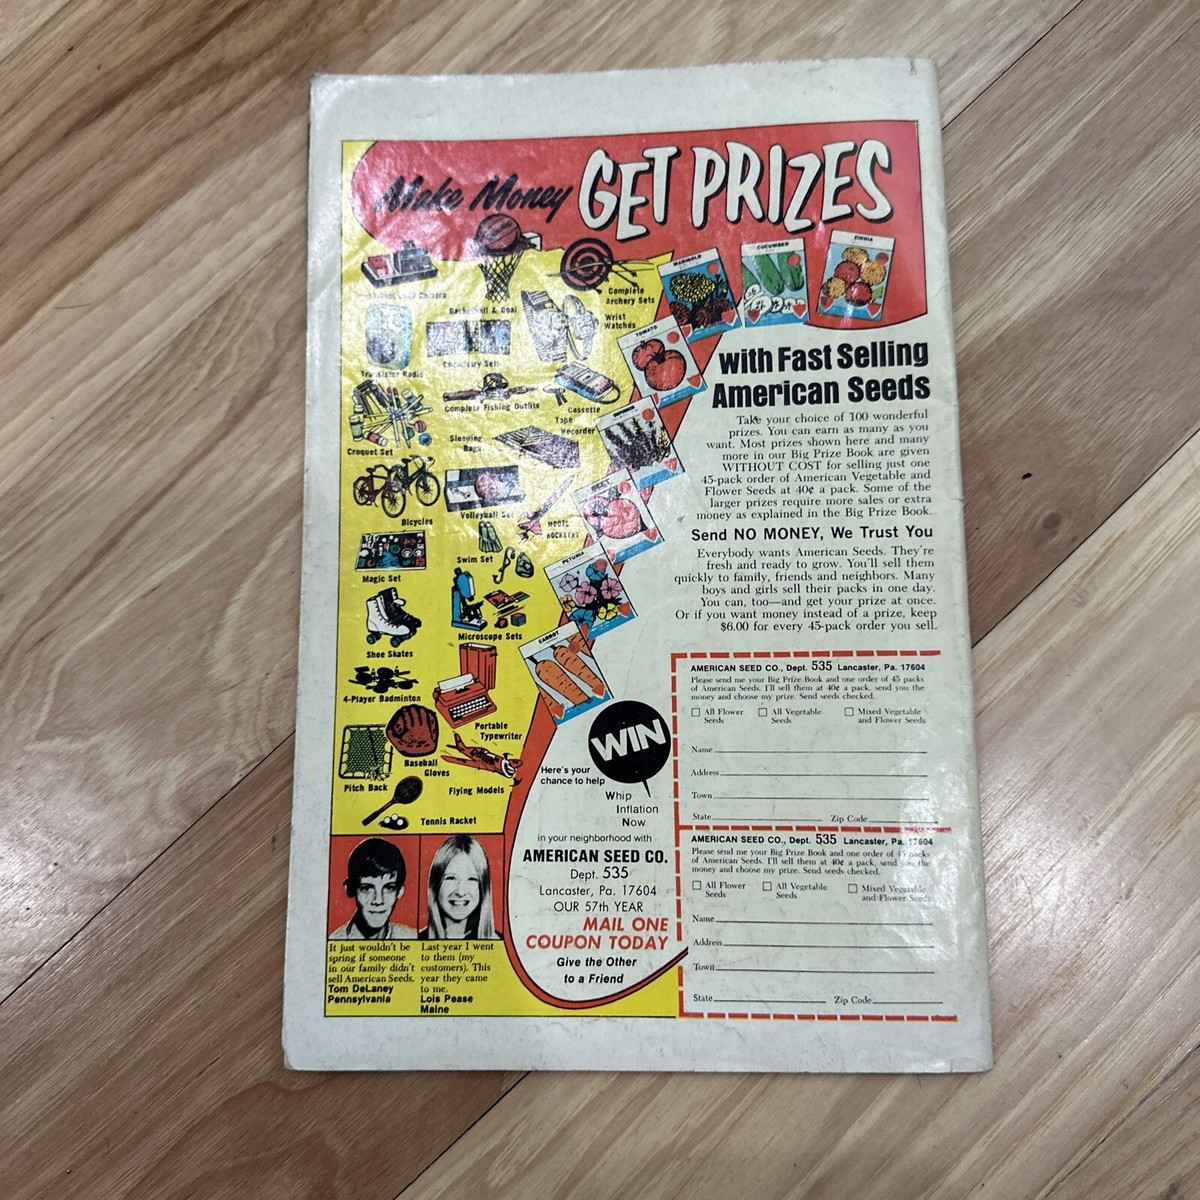 Make Money GET PRIZES
MARIGOLD
CUCUMBER
ZINNIA
TOMATO
PETUNIA
CARROT
Basketball & Goal
Complete
Archery Sets
Wrist
Watches
Transistor Radio
Chemistry Sets
Complete Fishing Outfits
Cassette
Tape
Recorder
Sleeping
Bags
Croquet Set
Bicycles
Volleyball Set
MODEL
ROCKETRY
Magic Set
Swim Set
Microscope Sets
Shoe Skates
4-Player Badminton
Portable
Typewriter
Baseball
Gloves
Pitch Back
Flying Models
Tennis Racket
with Fast Selling
American Seeds
Take your choice of 100 wonderful
prizes. You can earn as many as you
want. Most prizes shown here and many
more in our Big Prize Book are given
WITHOUT COST for selling just one
45-pack order of American Vegetable and
Flower Seeds at 40¢ a pack. Some of the
larger prizes require more sales or extra
money as explained in the Big Prize Book.
Send NO MONEY, We Trust You
Everybody wants American Seeds. They're
fresh and ready to grow. You'll sell them
quickly to family, friends and neighbors. Many
boys and girls sell their packs in one day.
You can, too—and get your prize at once.
Or if you want money instead of a prize, keep
$6.00 for every 45-pack order you sell.
WIN
Here's your
chance to help
Whip
Inflation
Now
in your neighborhood with
AMERICAN SEED CO.
Dept. 535
Lancaster, Pa. 17604
OUR 57th YEAR
MAIL ONE
COUPON TODAY
Give the Other
to a Friend
It just wouldn't be
spring if someone
in our family didn't
sell American Seeds.
Tom DeLaney
Pennsylvania
Last year I went
to them (my
customers). This
year they came
to me.
Lois Pease
Maine
AMERICAN SEED CO., Dept. 535 Lancaster, Pa. 17604
Please send me your Big Prize Book and one order of 45 packs
of American Seeds. I'll sell them at 40¢ a pack, send you the
money and choose my prize. Send seeds checked.
All Flower Seeds
All Vegetable Seeds
Mixed Vegetable and Flower Seeds
Name
Address
Town
State Zip Code
AMERICAN SEED CO., Dept. 535 Lancaster, Pa. 17604
Please send me your Big Prize Book and one order of 45 packs
of American Seeds. I'll sell them at 40¢ a pack, send you the
money and choose my prize. Send seeds checked.
All Flower Seeds
All Vegetable Seeds
Mixed Vegetable and Flower Seeds
Name
Address
Town
State Zip Code